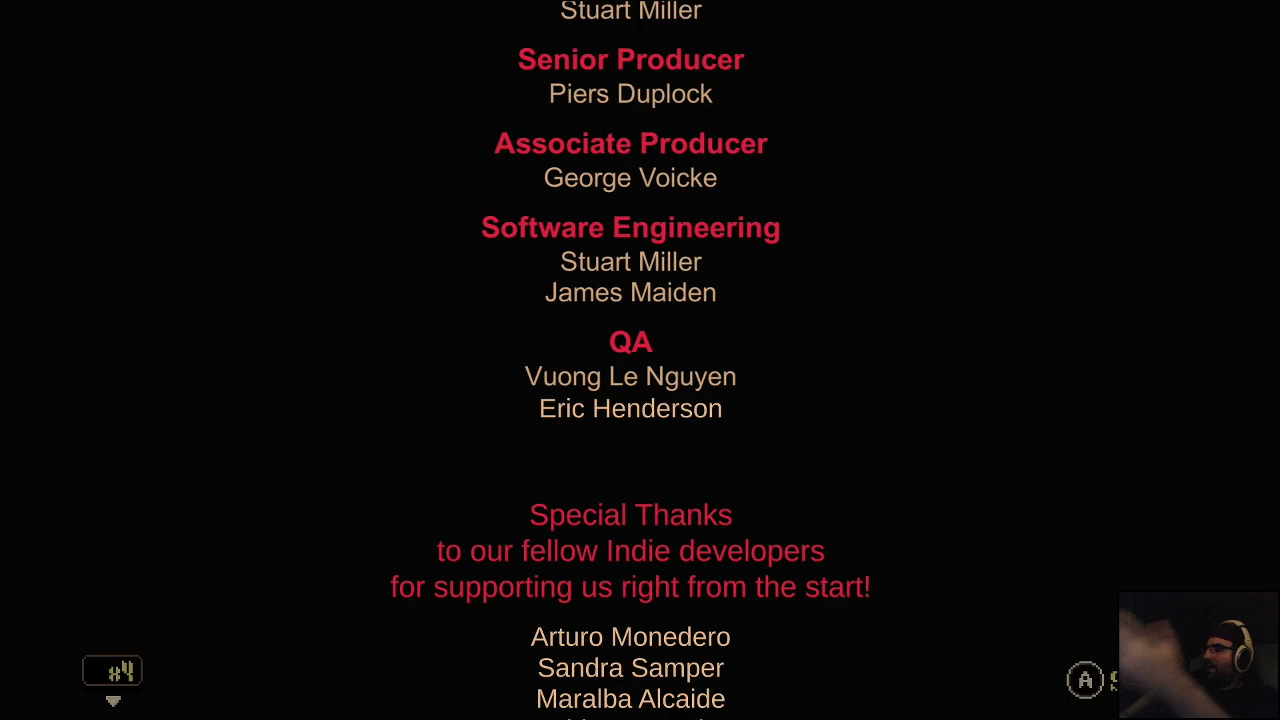 Stuart Miller
Senior Producer
Piers Duplock
Associate Producer
George Voicke
Software Engineering
Stuart Miller
James Maiden
QA
Vuong Le Nguyen
Eric Henderson
Special Thanks
to our fellow Indie developers
for supporting us right from the start!
Arturo Monedero
Sandra Samper
Maralba Alcaide
x4
A